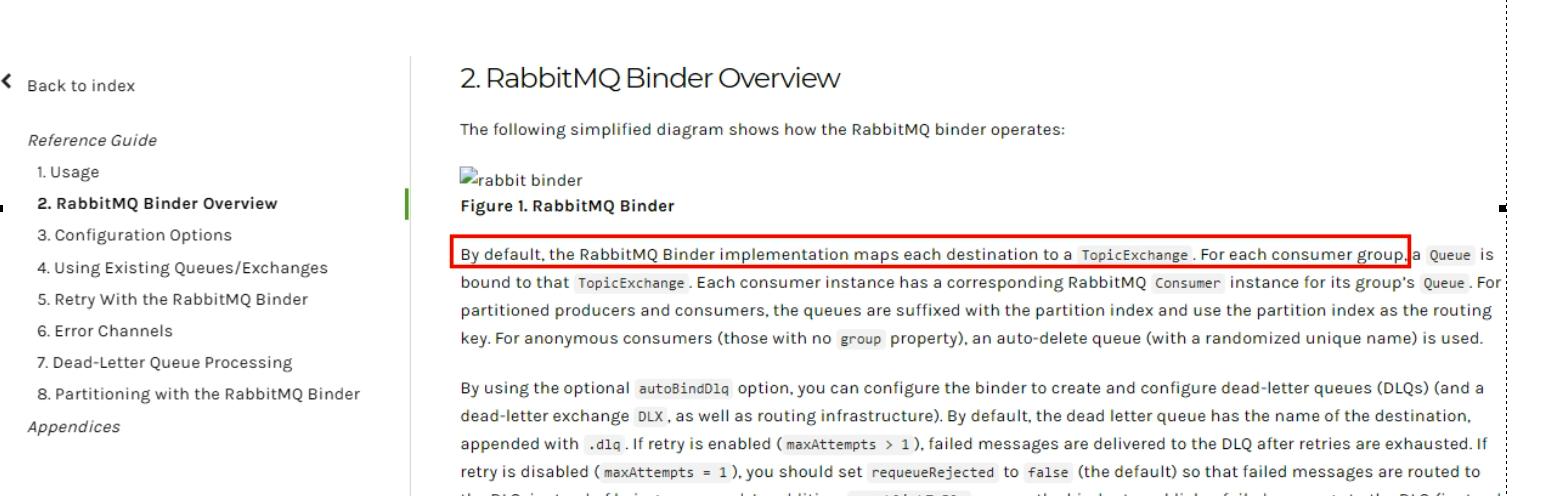 Back to index
Reference Guide
1. Usage
2. RabbitMQ Binder Overview
3. Configuration Options
4. Using Existing Queues/Exchanges
5. Retry With the RabbitMQ Binder
6. Error Channels
7. Dead-Letter Queue Processing
8. Partitioning with the RabbitMQ Binder
Appendices
2. RabbitMQ Binder Overview
The following simplified diagram shows how the RabbitMQ binder operates:
rabbit binder
Figure 1. RabbitMQ Binder
By default, the RabbitMQ Binder implementation maps each destination to a TopicExchange. For each consumer group, a Queue is
bound to that TopicExchange. Each consumer instance has a corresponding RabbitMQ Consumer instance for its group's Queue. For
partitioned producers and consumers, the queues are suffixed with the partition index and use the partition index as the routing
key. For anonymous consumers (those with no group property), an auto-delete queue (with a randomized unique name) is used.
By using the optional autoBindDlq option, you can configure the binder to create and configure dead-letter queues (DLQs) (and a
dead-letter exchange DLX, as well as routing infrastructure). By default, the dead letter queue has the name of the destination,
appended with .dlq. If retry is enabled (maxAttempts > 1), failed messages are delivered to the DLQ after retries are exhausted. If
retry is disabled (maxAttempts = 1), you should set requeueRejected to false (the default) so that failed messages are routed to